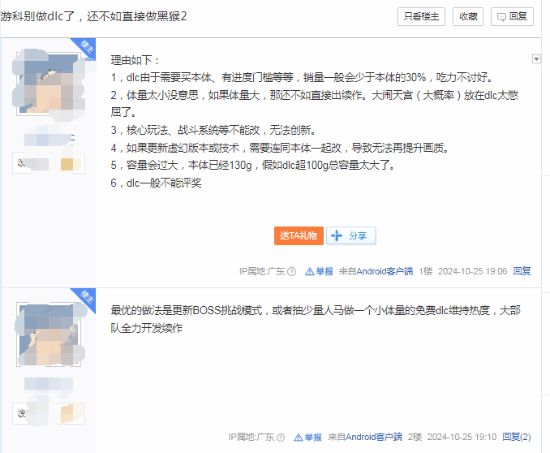 游科别做dlc了，还不如直接做黑猴2
只看楼主
收藏
回复
楼主
理由如下：
1，dlc由于需要买本体、有进度门槛等等，销量一般会少于本体的30%，吃力不讨好。
2，体量太小没意思，如果体量大，那还不如直接出续作。大闹天宫（大概率）放在dlc太憋
屈了。
3，核心玩法、战斗系统等不能改，无法创新。
4，如果更新虚幻版本或技术，需要连同本体一起改，导致无法再提升画质。
5，容量会过大，本体已经130g，假如dlc超100g总容量太大了。
6，dlc一般不能评奖
送TA礼物
分享
IP属地:广东 举报 来自Android客户端 1楼 2024-10-25 19:06 回复
楼主
最优的做法是更新BOSS挑战模式，或者抽少量人马做一个小体量的免费dlc维持热度，大部
队全力开发续作
IP属地:广东 举报 来自Android客户端 2楼 2024-10-25 19:10 回复(2)